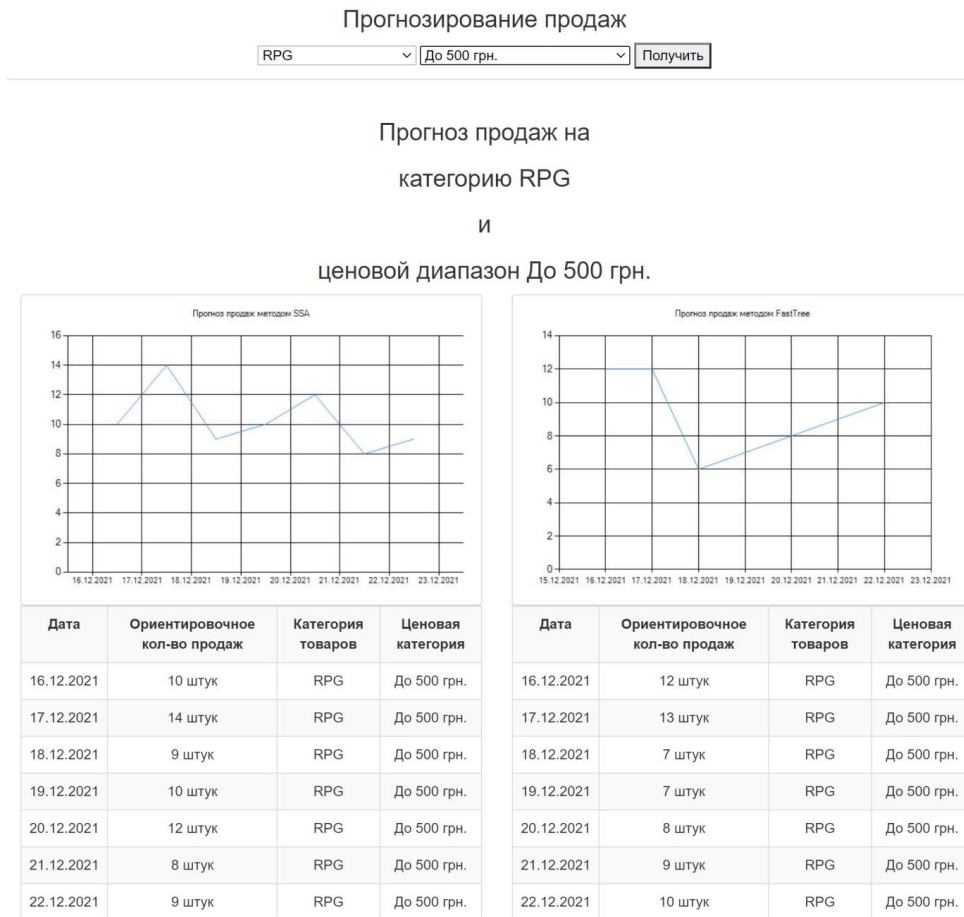 Прогнозирование продаж
RPG До 500 грн. Получить
Прогноз продаж на
категорию RPG
и
ценовой диапазон До 500 грн.
Прогноз продаж методом SSA
16
14
12
10
8
6
4
2
0
16.12.2021 17.12.2021 18.12.2021 19.12.2021 20.12.2021 21.12.2021 22.12.2021 23.12.2021
Дата Ориентировочное Категория Ценовая
кол-во продаж товаров категория
16.12.2021 10 штук RPG До 500 грн.
17.12.2021 14 штук RPG До 500 грн.
18.12.2021 9 штук RPG До 500 грн.
19.12.2021 10 штук RPG До 500 грн.
20.12.2021 12 штук RPG До 500 грн.
21.12.2021 8 штук RPG До 500 грн.
22.12.2021 9 штук RPG До 500 грн.
Прогноз продаж методом FastTree
14
12
10
8
6
4
2
0
15.12.2021 16.12.2021 17.12.2021 18.12.2021 19.12.2021 20.12.2021 21.12.2021 22.12.2021 23.12.2021
Дата Ориентировочное Категория Ценовая
кол-во продаж товаров категория
16.12.2021 12 штук RPG До 500 грн.
17.12.2021 13 штук RPG До 500 грн.
18.12.2021 7 штук RPG До 500 грн.
19.12.2021 7 штук RPG До 500 грн.
20.12.2021 8 штук RPG До 500 грн.
21.12.2021 9 штук RPG До 500 грн.
22.12.2021 10 штук RPG До 500 грн.